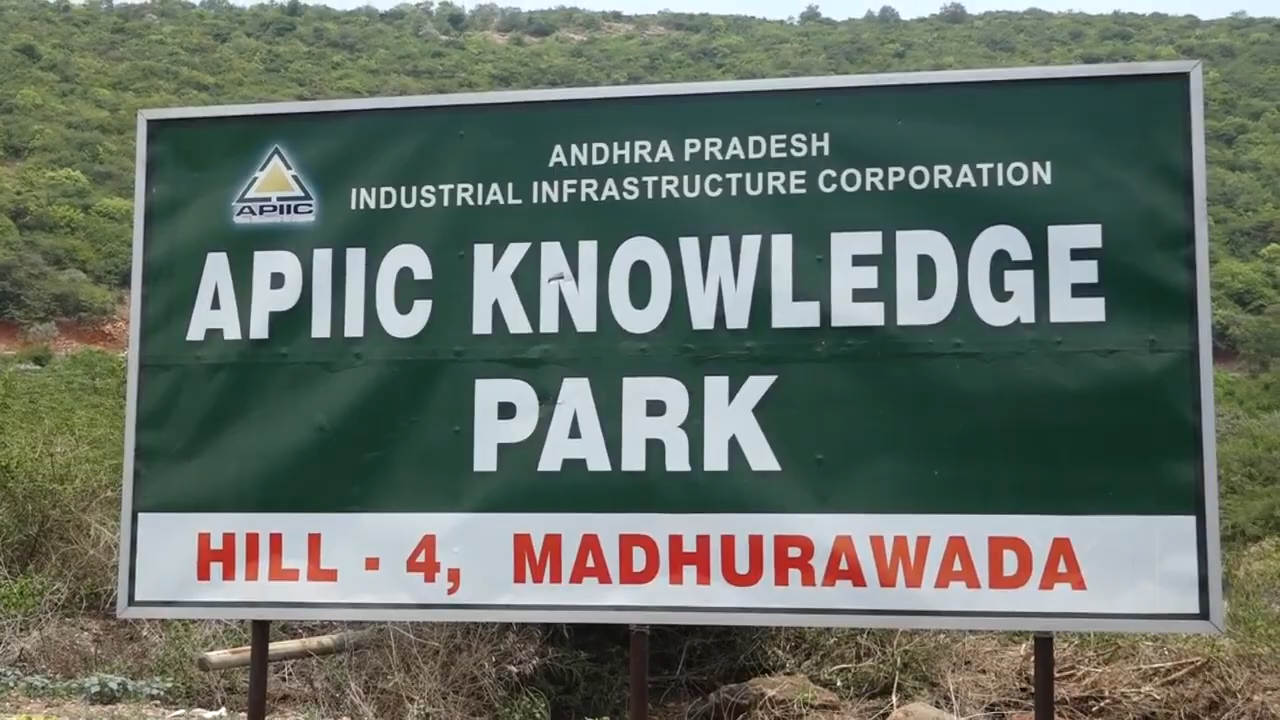 ANDHRA PRADESH
INDUSTRIAL INFRASTRUCTURE CORPORATION
APIIC
APIIC KNOWLEDGE
PARK
HILL - 4, MADHURAWADA